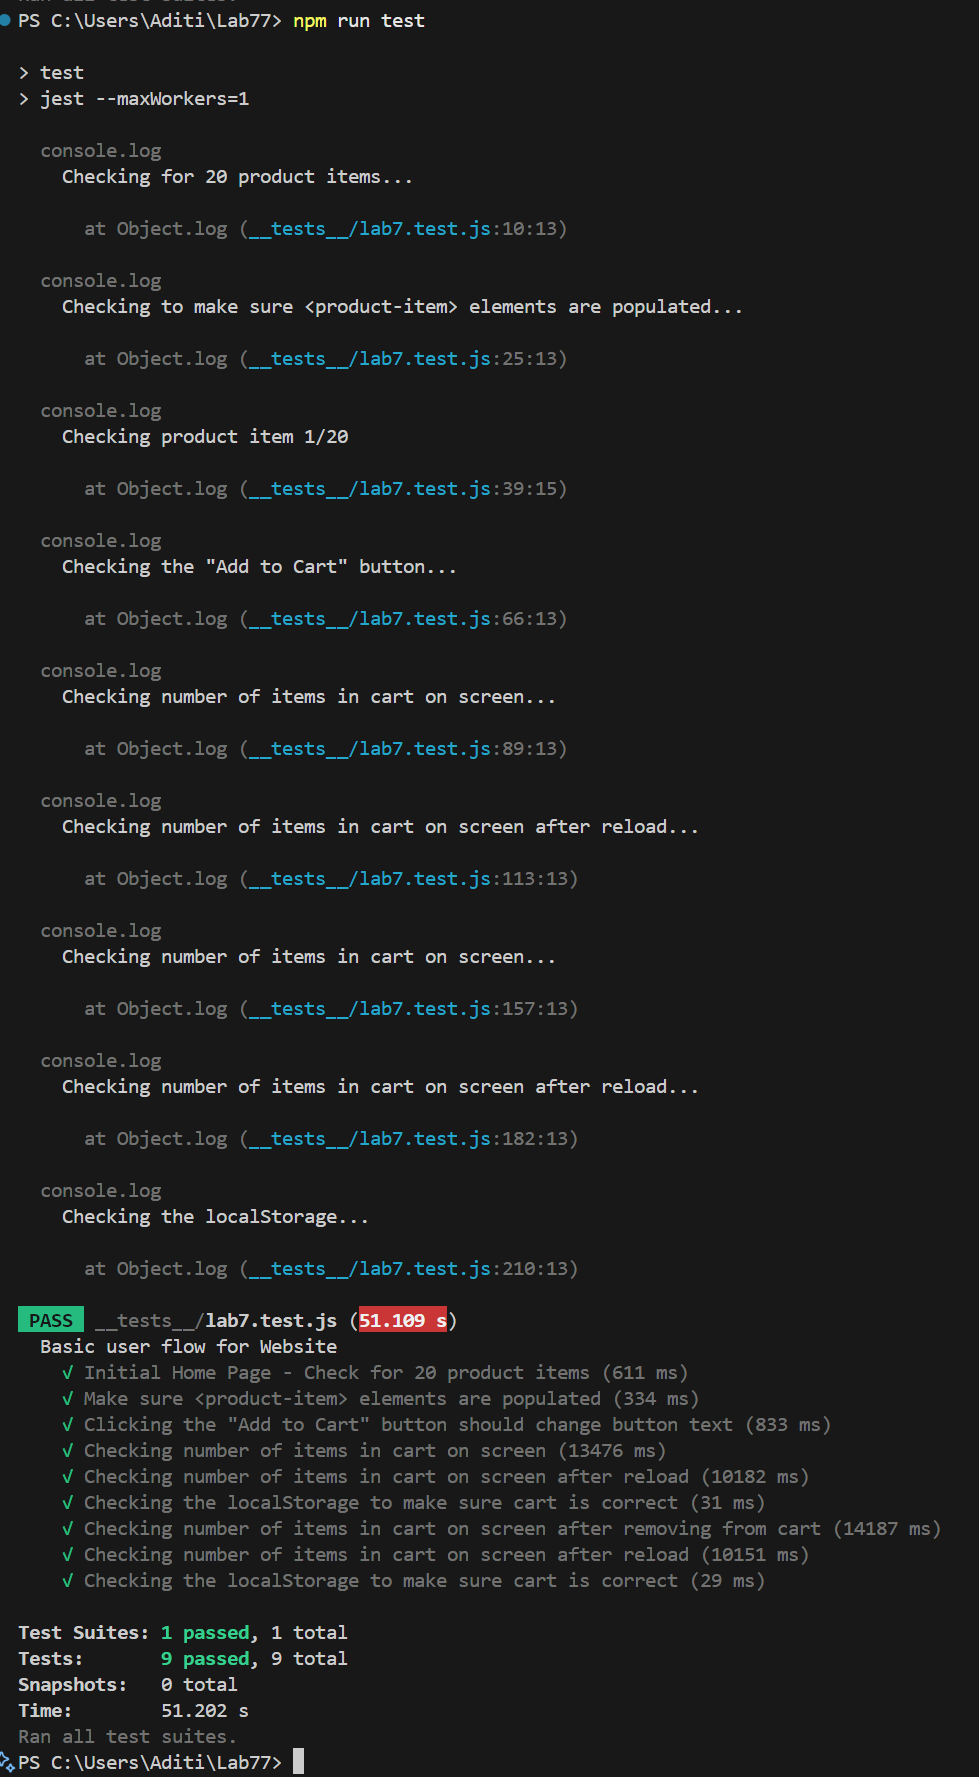 PS C:\Users\Aditi\Lab77> npm run test
> test
> jest --maxWorkers=1
console.log
Checking for 20 product items...
at Object.log (__tests__/lab7.test.js:10:13)
console.log
Checking to make sure <product-item> elements are populated...
at Object.log (__tests__/lab7.test.js:25:13)
console.log
Checking product item 1/20
at Object.log (__tests__/lab7.test.js:39:15)
console.log
Checking the "Add to Cart" button...
at Object.log (__tests__/lab7.test.js:66:13)
console.log
Checking number of items in cart on screen...
at Object.log (__tests__/lab7.test.js:89:13)
console.log
Checking number of items in cart on screen after reload...
at Object.log (__tests__/lab7.test.js:113:13)
console.log
Checking number of items in cart on screen...
at Object.log (__tests__/lab7.test.js:157:13)
console.log
Checking number of items in cart on screen after reload...
at Object.log (__tests__/lab7.test.js:182:13)
console.log
Checking the localStorage...
at Object.log (__tests__/lab7.test.js:210:13)
PASS __tests__/lab7.test.js (51.109 s)
Basic user flow for Website
√ Initial Home Page - Check for 20 product items (611 ms)
√ Make sure <product-item> elements are populated (334 ms)
√ Clicking the "Add to Cart" button should change button text (833 ms)
√ Checking number of items in cart on screen (13476 ms)
√ Checking number of items in cart on screen after reload (10182 ms)
√ Checking the localStorage to make sure cart is correct (31 ms)
√ Checking number of items in cart on screen after removing from cart (14187 ms)
√ Checking number of items in cart on screen after reload (10151 ms)
√ Checking the localStorage to make sure cart is correct (29 ms)
Test Suites: 1 passed, 1 total
Tests: 9 passed, 9 total
Snapshots: 0 total
Time: 51.202 s
Ran all test suites.
PS C:\Users\Aditi\Lab77>